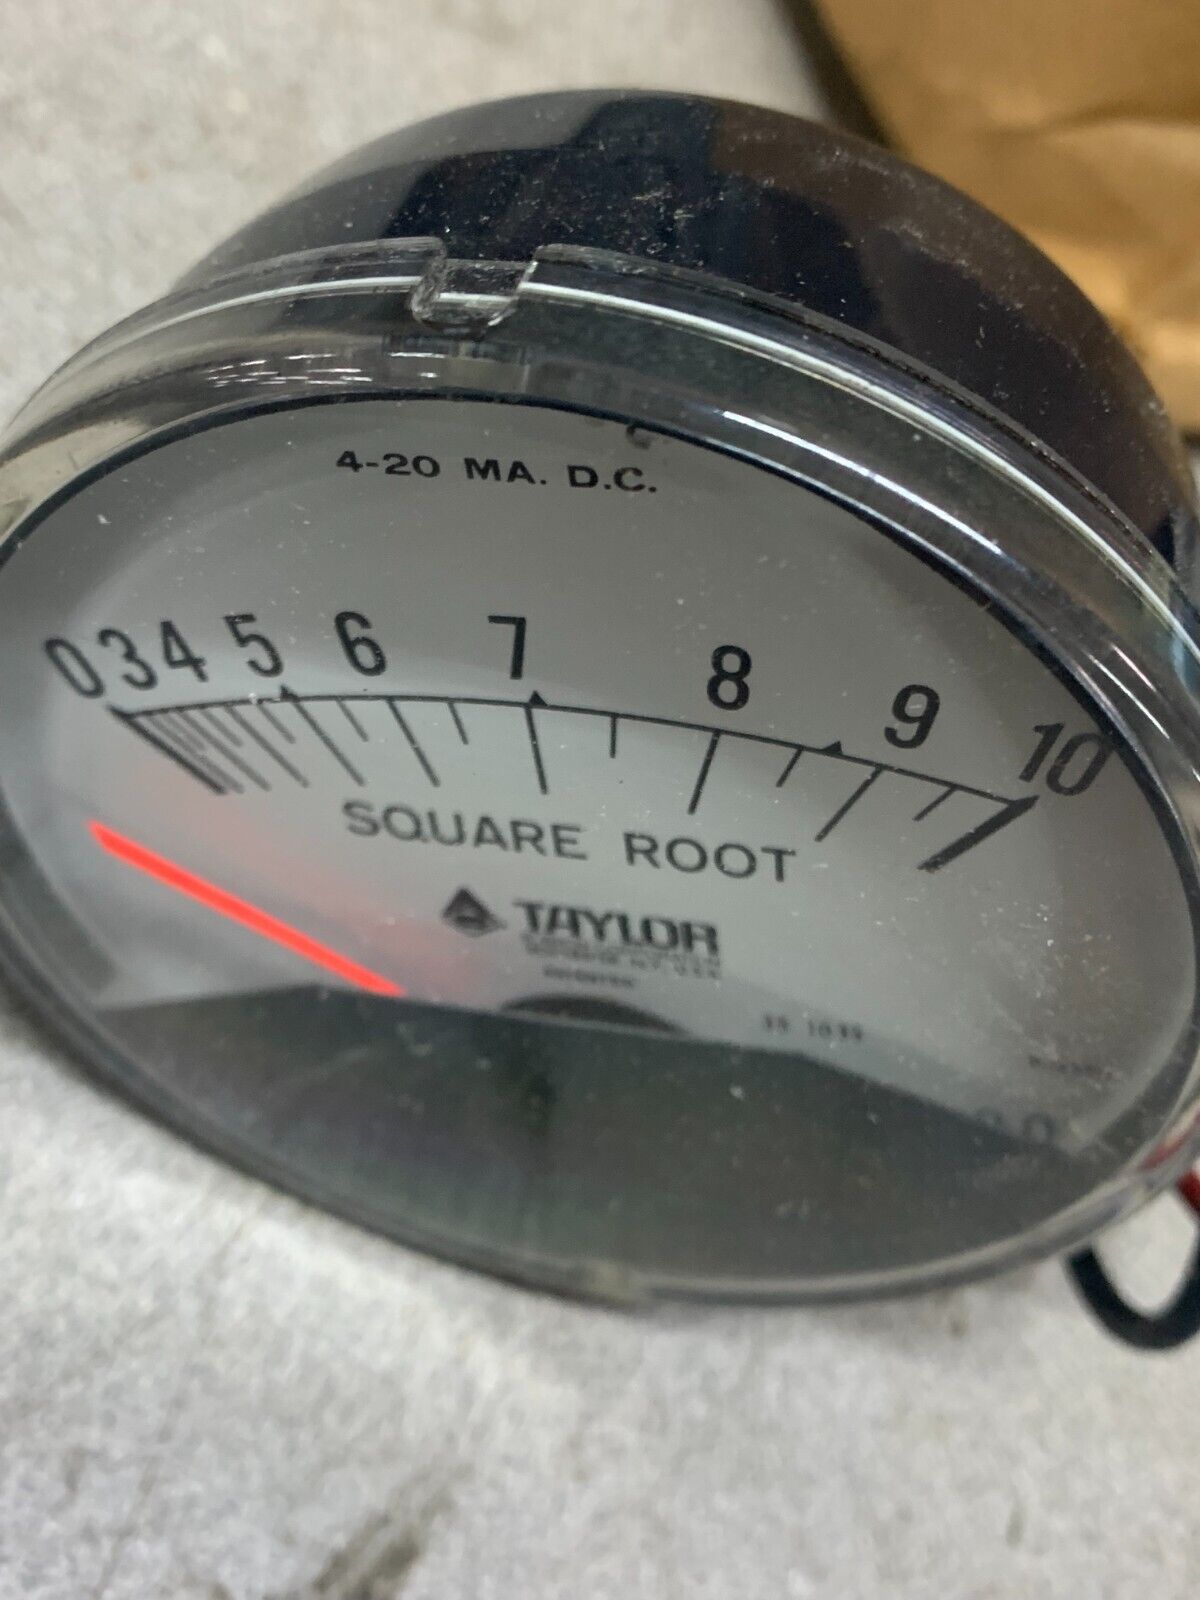 4-20 MA. D.C.
0 3 4 5 6 7 8 9 10
SQUARE ROOT
TAYLOR